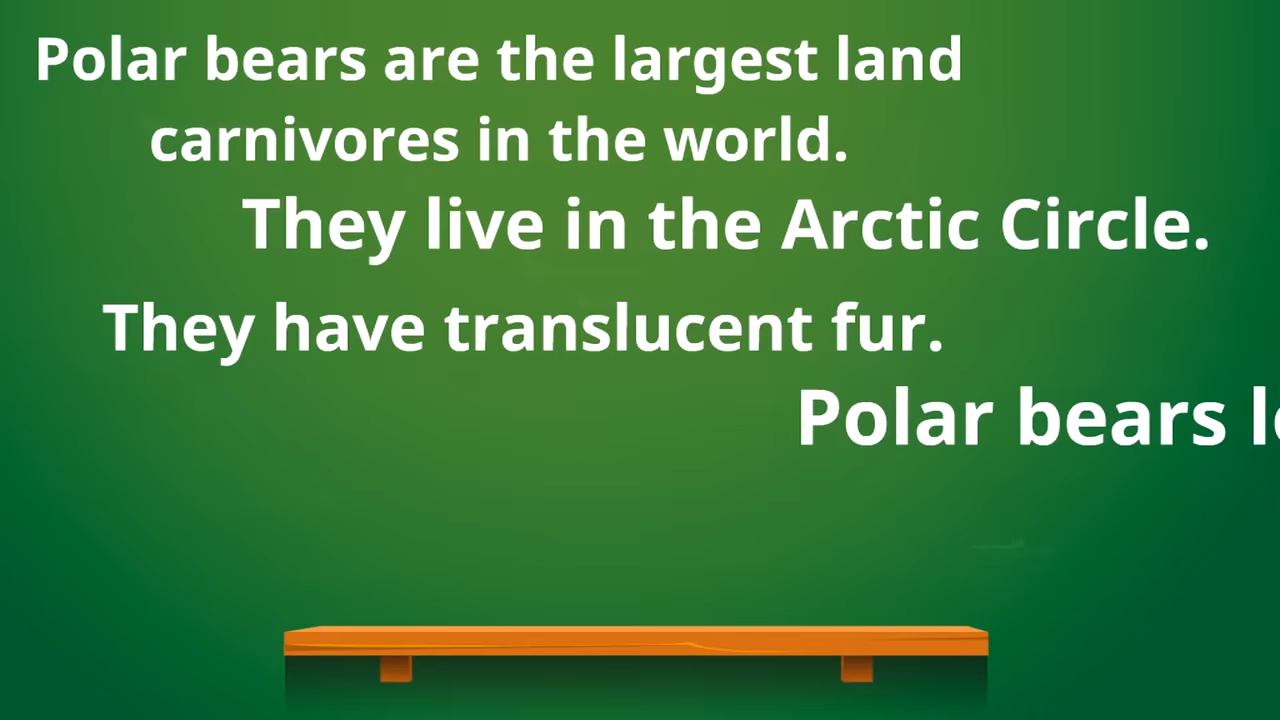 Polar bears are the largest land
carnivores in the world.
They live in the Arctic Circle.
They have translucent fur.
Polar bears